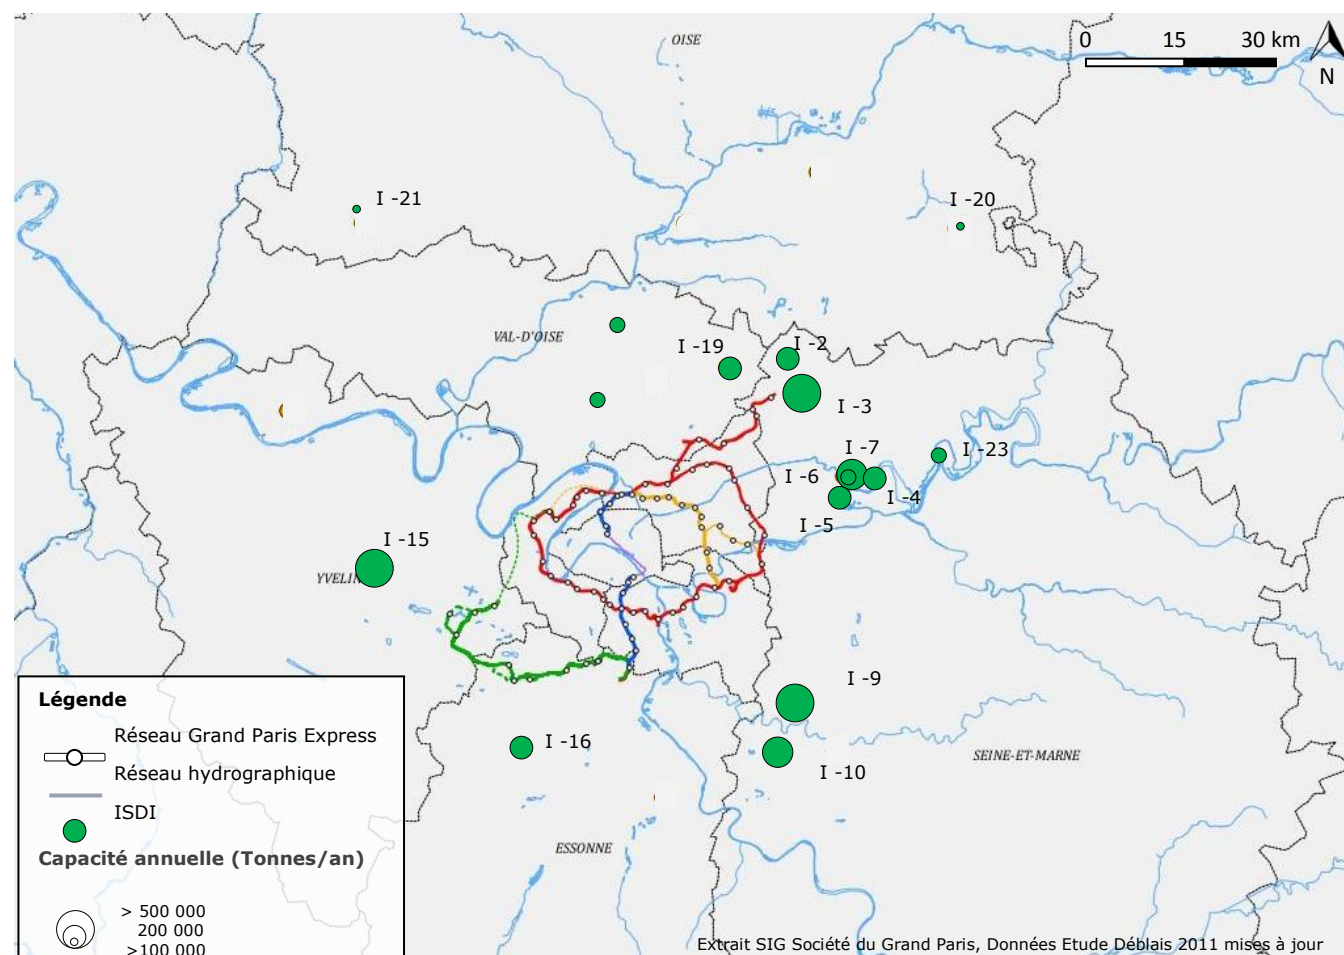 OISE
0 15 30 km
N
I -21
I -20
VAL-D'OISE
I -19
I -2
I -3
I -7
I -23
I -6
I -4
I -5
I -15
YVELIN
I -9
I -16
I -10
SEINE-ET-MARNE
ESSONNE
Légende
Réseau Grand Paris Express
Réseau hydrographique
ISDI
Capacité annuelle (Tonnes/an)
> 500 000
200 000
>100 000
Extrait SIG Société du Grand Paris, Données Etude Déblais 2011 mises à jour